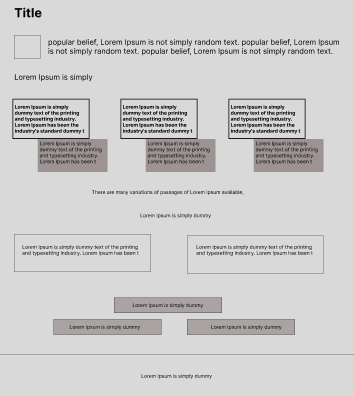 Title
popular belief, Lorem Ipsum is not simply random text. popular belief, Lorem Ipsum
is not simply random text. popular belief, Lorem Ipsum is not simply random text.
Lorem Ipsum is simply
Lorem Ipsum is simply
dummy text of the printing
and typesetting industry.
Lorem Ipsum has been the
industry's standard dummy t
Lorem Ipsum is simply
dummy text of the printing
and typesetting industry.
Lorem Ipsum has been the
industry's standard dummy t
Lorem Ipsum is simply
dummy text of the printing
and typesetting industry.
Lorem Ipsum has been the
industry's standard dummy t
Lorem Ipsum is simply
dummy text of the printing
and typesetting industry.
Lorem Ipsum has been t
Lorem Ipsum is simply
dummy text of the printing
and typesetting industry.
Lorem Ipsum has been t
Lorem Ipsum is simply
dummy text of the printing
and typesetting industry.
Lorem Ipsum has been t
There are many variations of passages of Lorem Ipsum available,
Lorem Ipsum is simply dummy
Lorem Ipsum is simply dummy text of the printing
and typesetting industry. Lorem Ipsum has been t
Lorem Ipsum is simply dummy text of the printing
and typesetting industry. Lorem Ipsum has been t
Lorem Ipsum is simply dummy
Lorem Ipsum is simply dummy
Lorem Ipsum is simply dummy
Lorem Ipsum is simply dummy